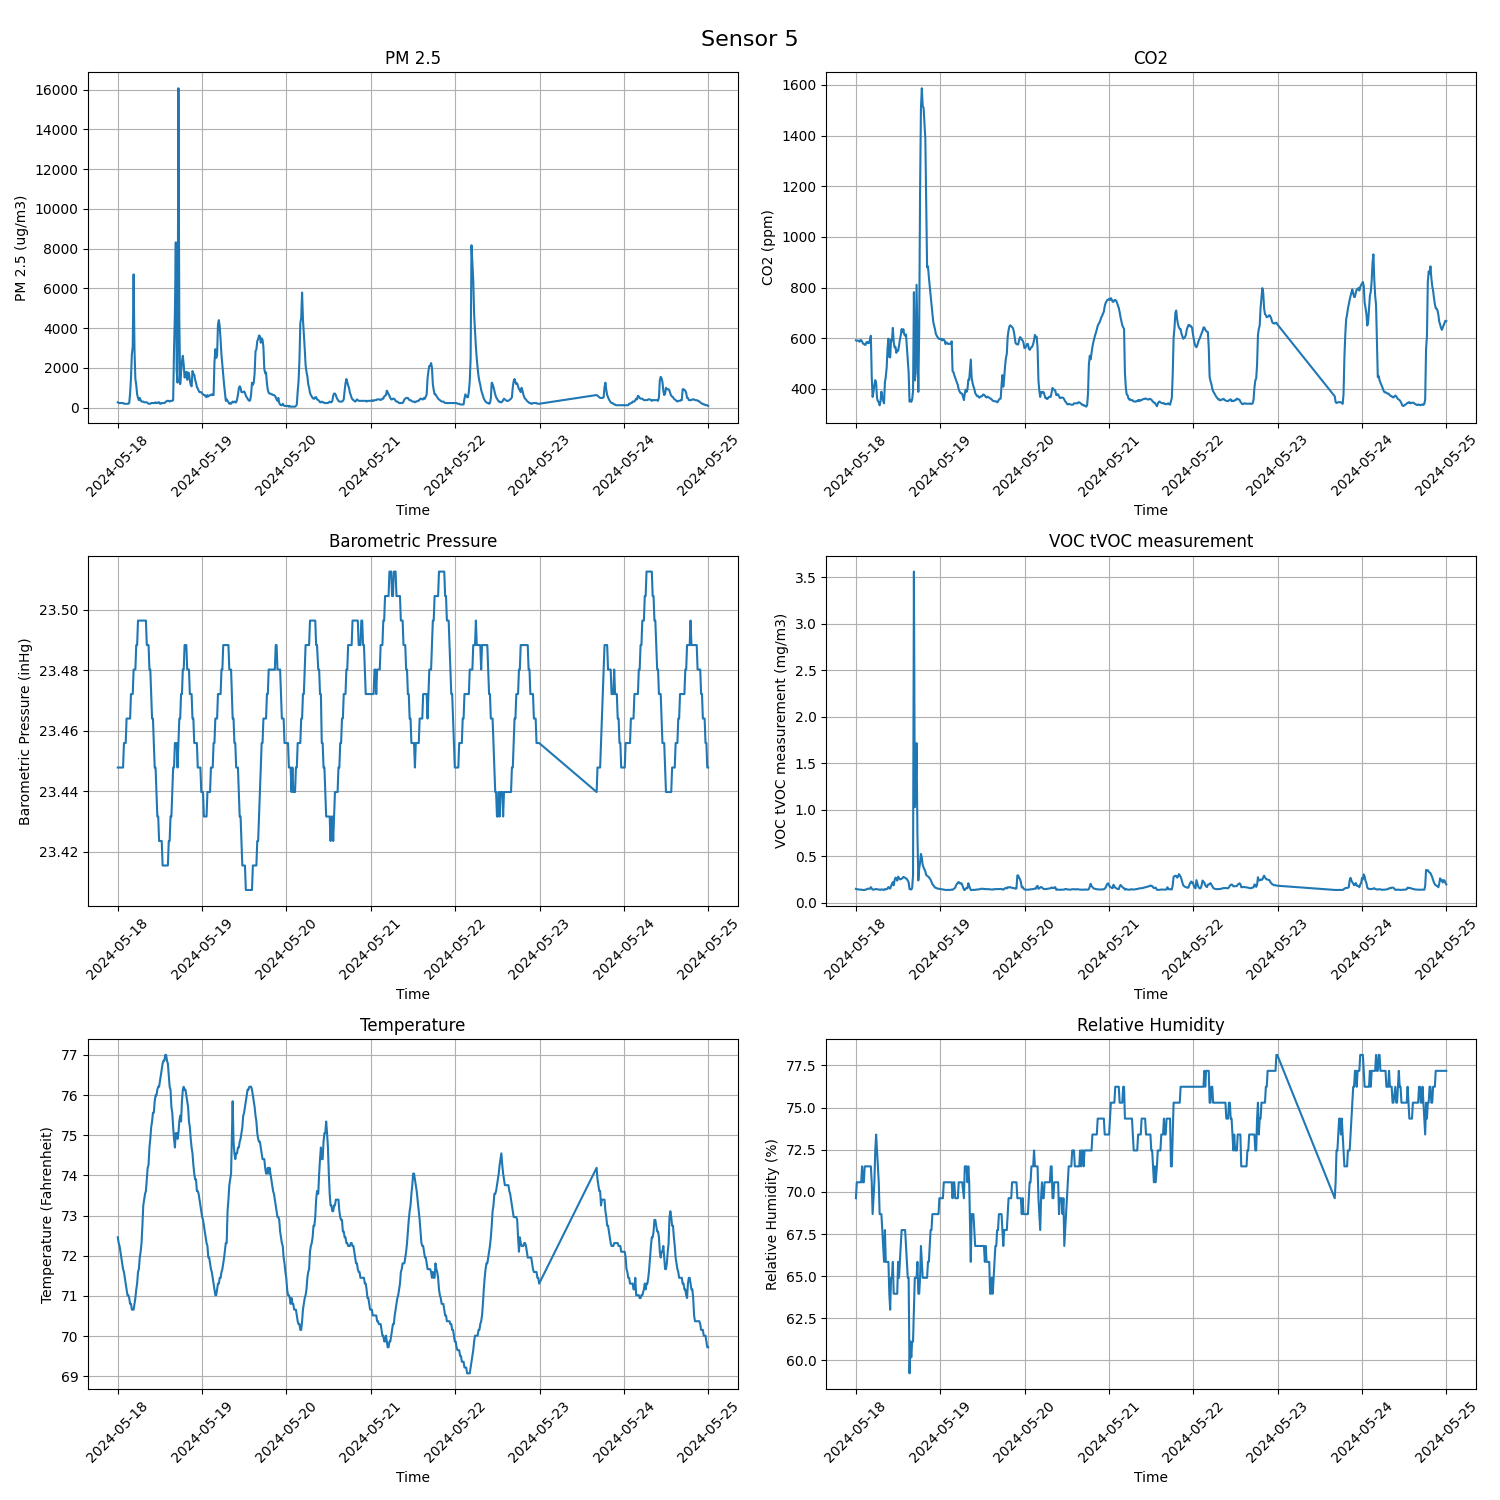 Sensor 5
PM 2.5
PM 2.5 (ug/m3)
16000
14000
12000
10000
8000
6000
4000
2000
0
2024-05-18 2024-05-19 2024-05-20 2024-05-21 2024-05-22 2024-05-23 2024-05-24 2024-05-25
Time
CO2
CO2 (ppm)
1600
1400
1200
1000
800
600
400
2024-05-18 2024-05-19 2024-05-20 2024-05-21 2024-05-22 2024-05-23 2024-05-24 2024-05-25
Time
Barometric Pressure
Barometric Pressure (inHg)
23.50
23.48
23.46
23.44
23.42
2024-05-18 2024-05-19 2024-05-20 2024-05-21 2024-05-22 2024-05-23 2024-05-24 2024-05-25
Time
VOC tVOC measurement
VOC tVOC measurement (mg/m3)
3.5
3.0
2.5
2.0
1.5
1.0
0.5
0.0
2024-05-18 2024-05-19 2024-05-20 2024-05-21 2024-05-22 2024-05-23 2024-05-24 2024-05-25
Time
Temperature
Temperature (Fahrenheit)
77
76
75
74
73
72
71
70
69
2024-05-18 2024-05-19 2024-05-20 2024-05-21 2024-05-22 2024-05-23 2024-05-24 2024-05-25
Time
Relative Humidity
Relative Humidity (%)
77.5
75.0
72.5
70.0
67.5
65.0
62.5
60.0
2024-05-18 2024-05-19 2024-05-20 2024-05-21 2024-05-22 2024-05-23 2024-05-24 2024-05-25
Time